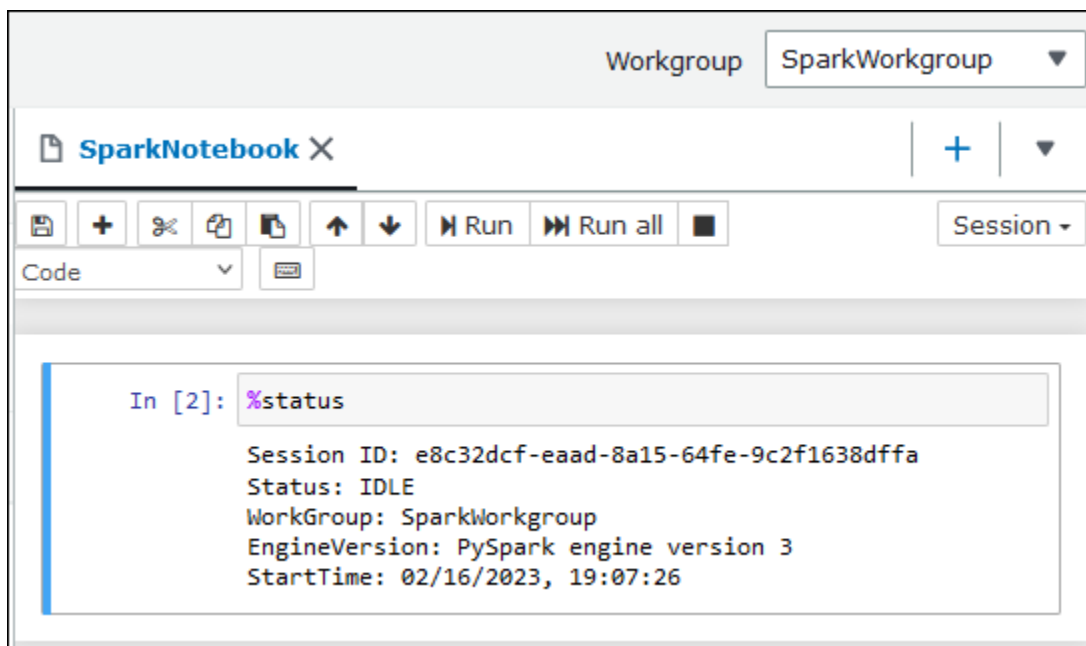 Workgroup SparkWorkgroup
SparkNotebook
Run Run all Session
Code
In [2]: %status
Session ID: e8c32dcf-eaad-8a15-64fe-9c2f1638dffa
Status: IDLE
WorkGroup: SparkWorkgroup
EngineVersion: PySpark engine version 3
StartTime: 02/16/2023, 19:07:26